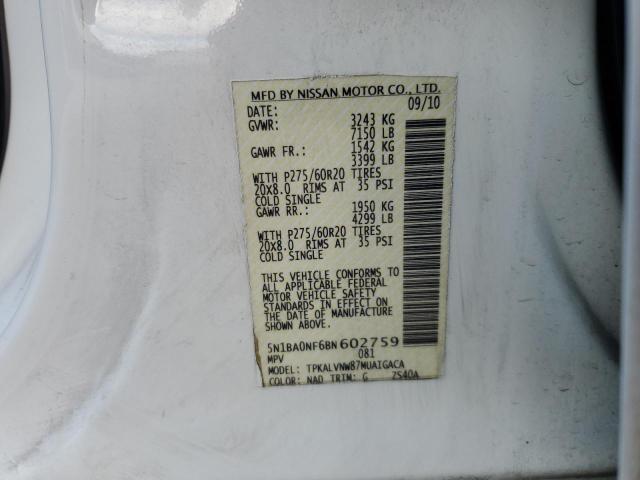 MFD BY NISSAN MOTOR CO., LTD.
DATE: 09/10
GVWR: 3243 KG
7150 LB
GAWR FR.: 1542 KG
3399 LB
WITH P275/60R20 TIRES
20X8.0 RIMS AT 35 PSI
COLD SINGLE
GAWR RR.: 1950 KG
4299 LB
WITH P275/60R20 TIRES
20X8.0 RIMS AT 35 PSI
COLD SINGLE
THIS VEHICLE CONFORMS TO
ALL APPLICABLE FEDERAL
MOTOR VEHICLE SAFETY
STANDARDS IN EFFECT ON
THE DATE OF MANUFACTURE
SHOWN ABOVE
5N1BA0NF6BN602759
MPV 081
MODEL: TPKALVNW87MUAIGACA
COLOR: NAD TRIM: G 2S40A